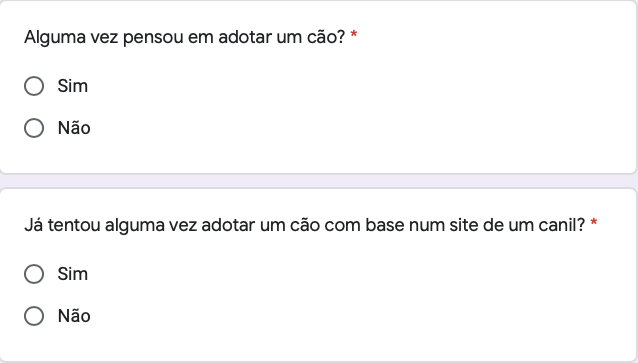 Alguma vez pensou em adotar um cão? *
Sim
Não
Já tentou alguma vez adotar um cão com base num site de um canil? *
Sim
Não